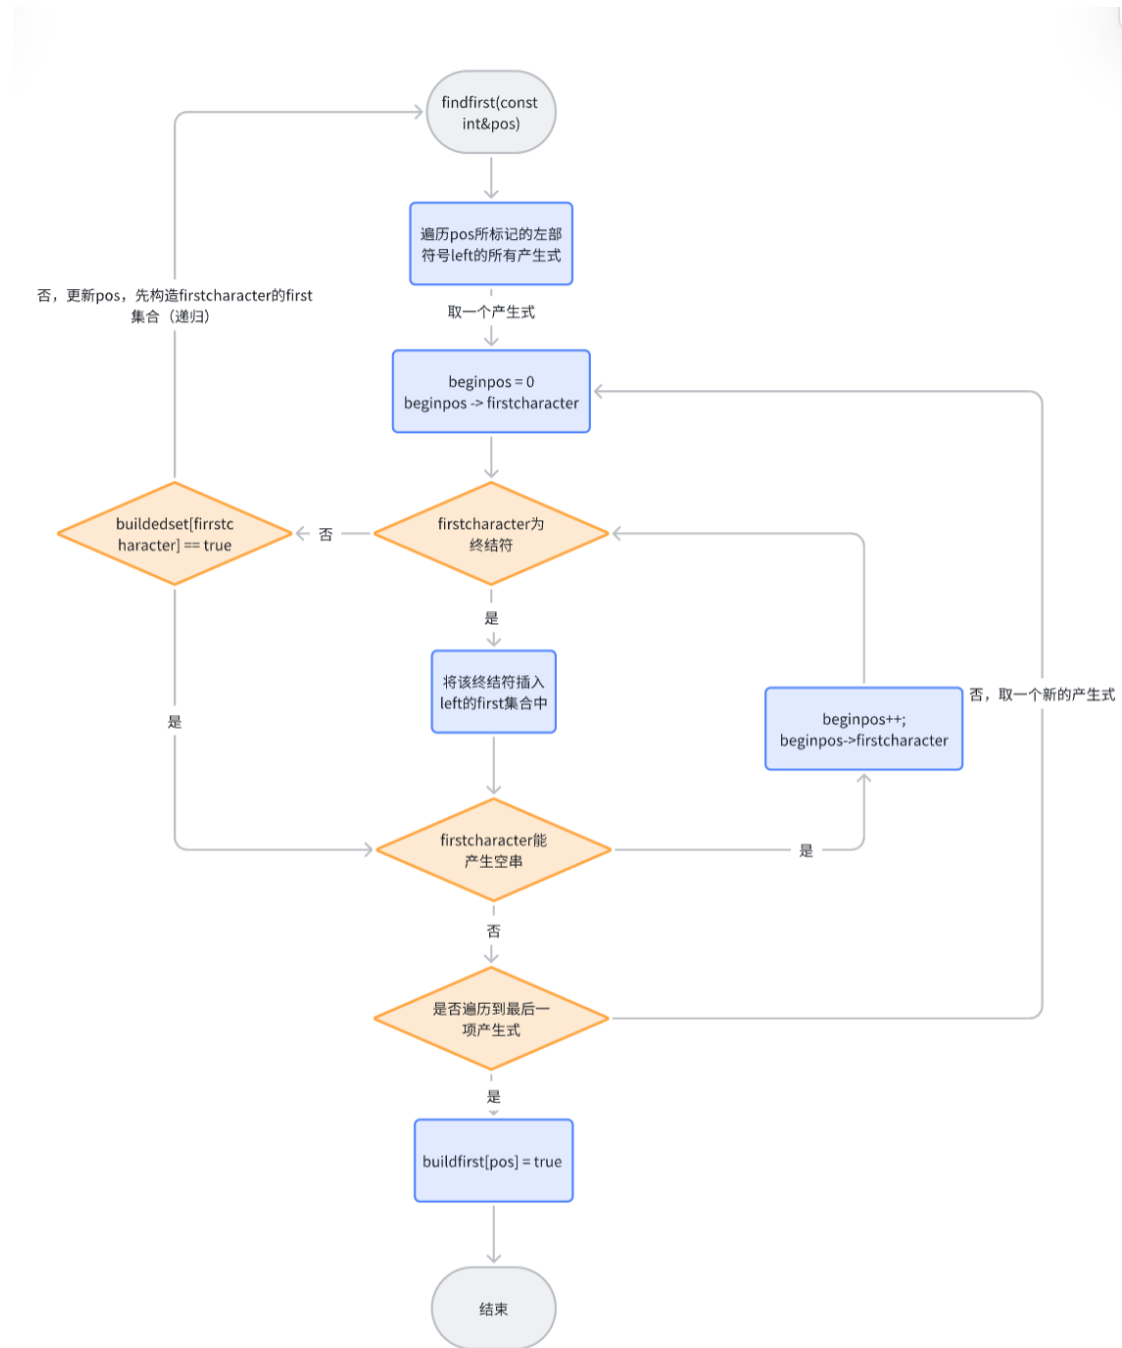 findfirst(const
int&pos)
遍历pos所标记的左部
符号left的所有产生式
否，更新pos，先构造firstcharacter的first
集合（递归）
取一个产生式
beginpos = 0
beginpos -> firstcharacter
buildedset[firrstc
haracter] == true
否
firstcharacter为
终结符
是
将该终结符插入
left的first集合中
否，取一个新的产生式
是
beginpos++;
beginpos->firstcharacter
firstcharacter能
产生空串
是
否
是否遍历到最后一
项产生式
是
buildfirst[pos] = true
结束